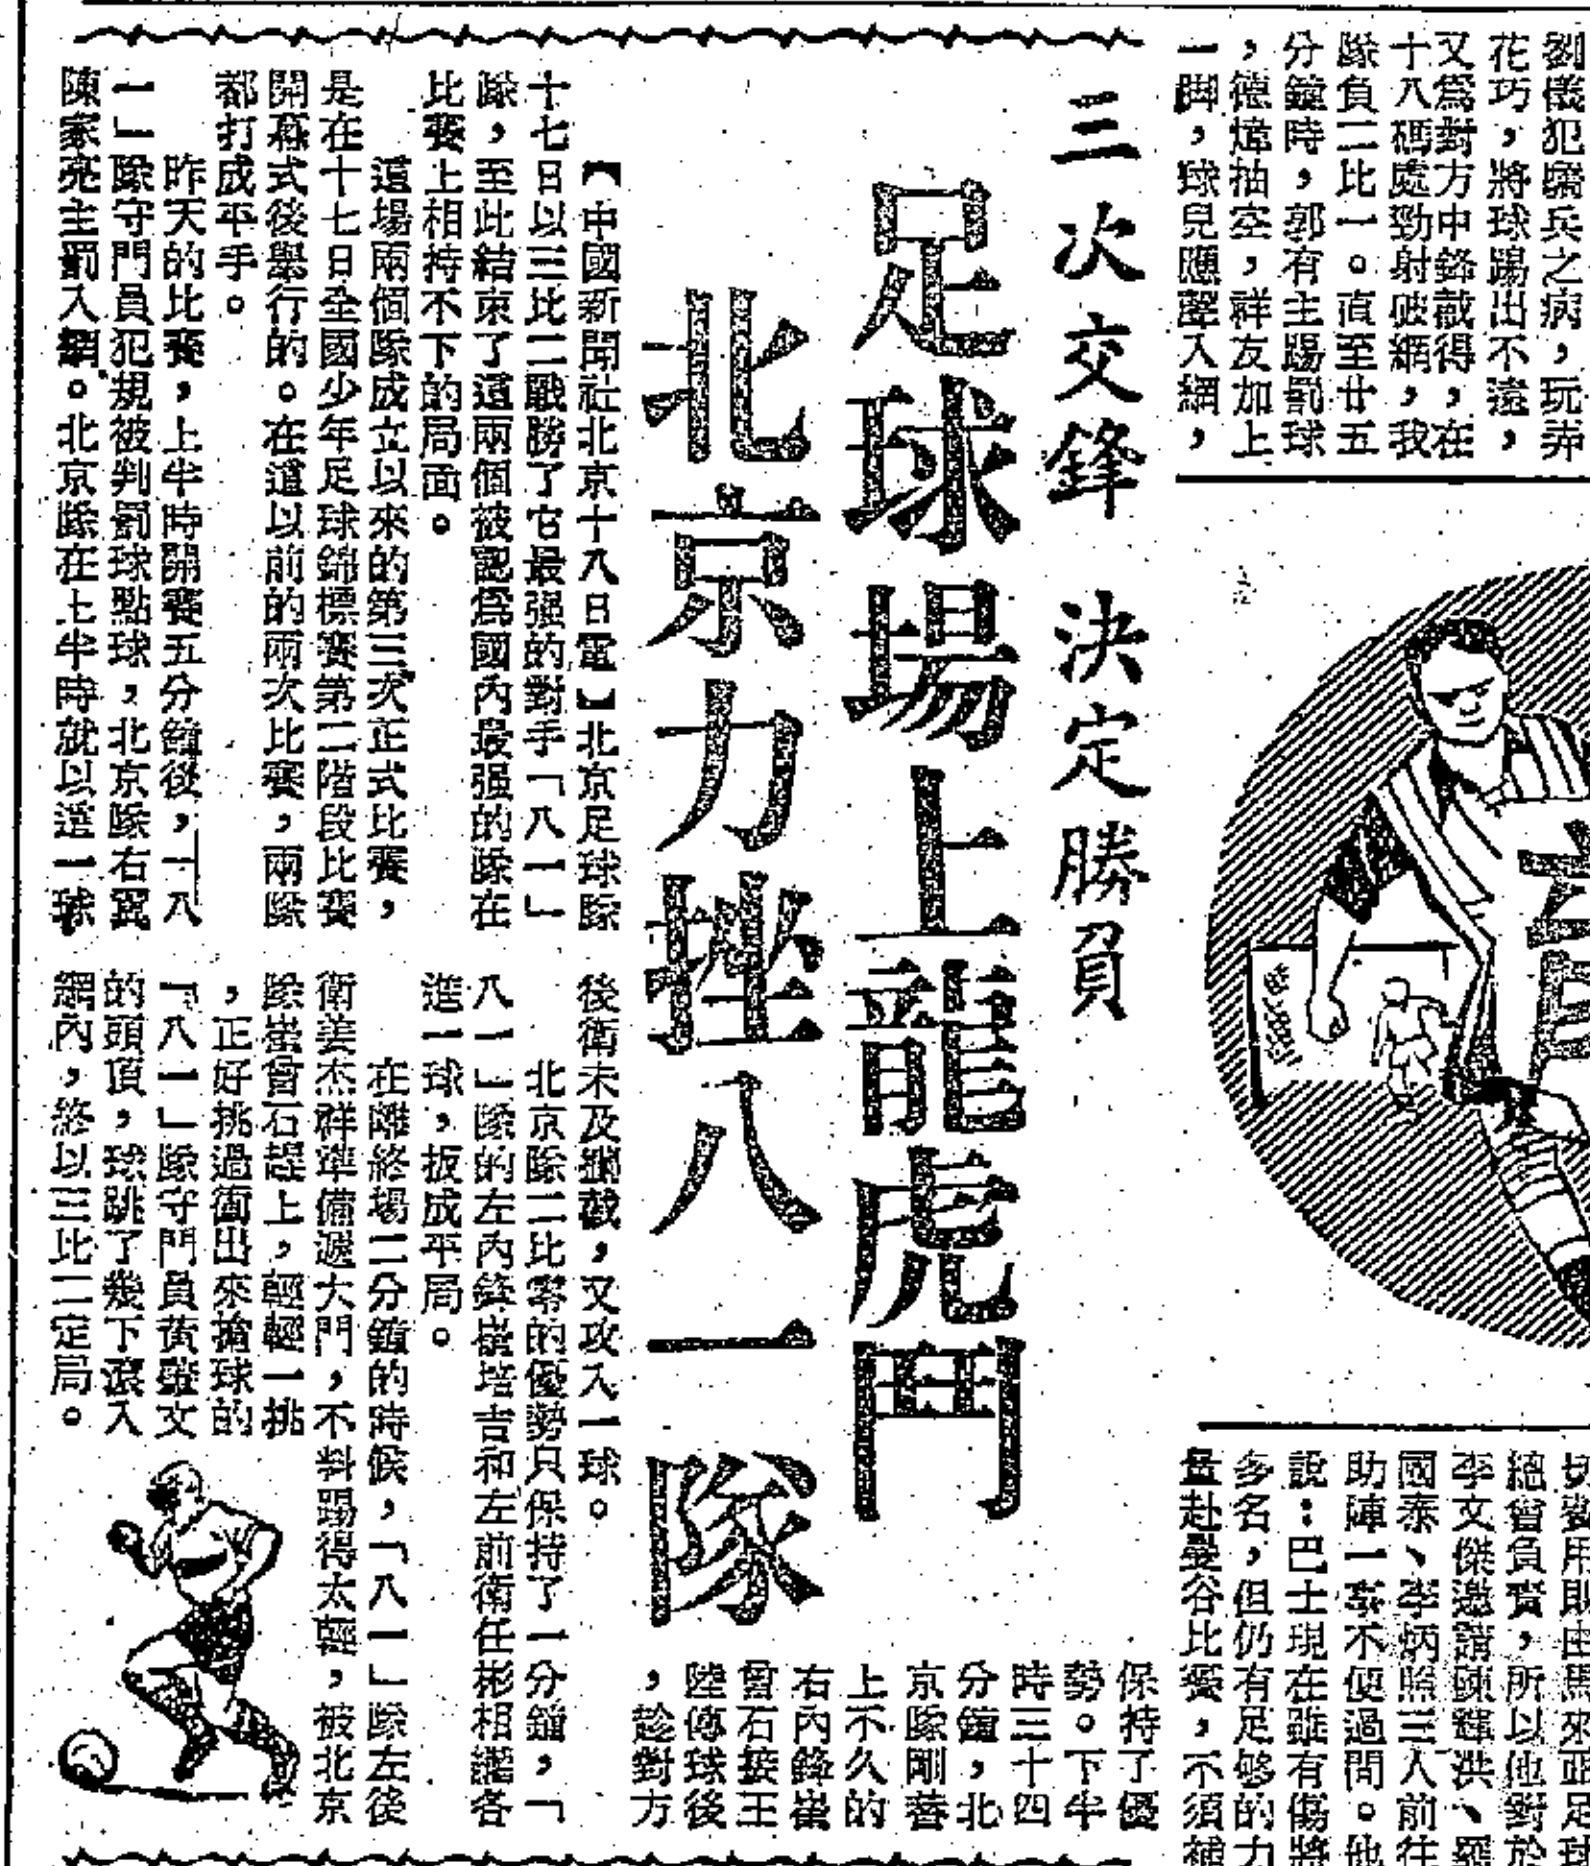 花巧，將球踢出不遠，
又爲對方中鋒截得，在
十八碼處勁射破網，我
隊負二比一。直至廿五
分鐘時，郭有主踢罰球
，德煒抽空，祥友加上
一脚，球兒應聲入網，
三次交鋒 決定勝負
足球場上龍虎鬥
北京力挫八一隊
【中國新聞社北京十八日電】北京足球隊
十七日以三比二戰勝了它最强的對手「八一」
隊，至此結束了這兩個被認爲國內最强的隊在
比賽上相持不下的局面。
這場兩個隊成立以來的第三次正式比賽，
是在十七日全國少年足球錦標賽第二階段比賽
開幕式後舉行的。在這以前的兩次比賽，兩隊
都打成平手。
昨天的比賽，上半時開賽五分鐘後，「八
一」隊守門員犯規被判罰球點球，北京隊右翼
陳家亮主罰入網。北京隊在上半時就以這一球
保持了優
勢。下半
時三十四
分鐘，北
京隊剛替
上不久的
右內鋒崔
曾石接王
陸傳球後
，趁對方
後衛未及攔截，又攻入一球。
北京隊二比零的優勢只保持了一分鐘，「
八一」隊的左內鋒崔培吉和左前衛任彬相繼各
進一球，扳成平局。
在離終場二分鐘的時候，「八一」隊左後
衛姜杰祥準備遞大門，不料踢得太輕，被北京
隊崔曾石趕上，輕輕一挑
，正好挑過衝出來搶球的
「八一」隊守門員黃肇文
的頭頂，球跳了幾下滾入
網內，終以三比二定局。
總會負責，所以他對於
李文傑邀請陳輝洪、羅
國泰、李炳照三人前往
助陣一事不便過問。他
說：巴士現在雖有傷將
多名，但仍有足够的力
量赴曼谷比賽，不須補